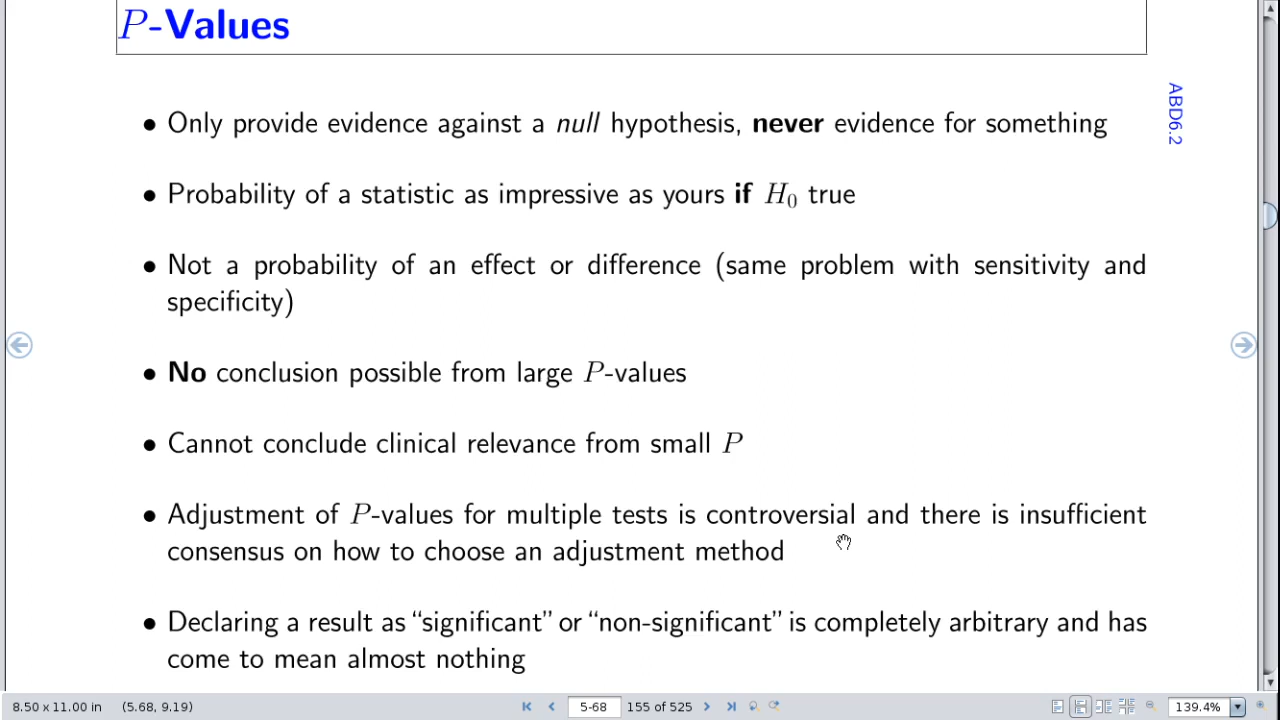 P-Values
ABD6.2
• Only provide evidence against a null hypothesis, never evidence for something
• Probability of a statistic as impressive as yours if H₀ true
• Not a probability of an effect or difference (same problem with sensitivity and
specificity)
• No conclusion possible from large P-values
• Cannot conclude clinical relevance from small P
• Adjustment of P-values for multiple tests is controversial and there is insufficient
consensus on how to choose an adjustment method
• Declaring a result as “significant” or “non-significant” is completely arbitrary and has
come to mean almost nothing
8.50 x 11.00 in (5.68, 9.19) 5-68 155 of 525 139.4%